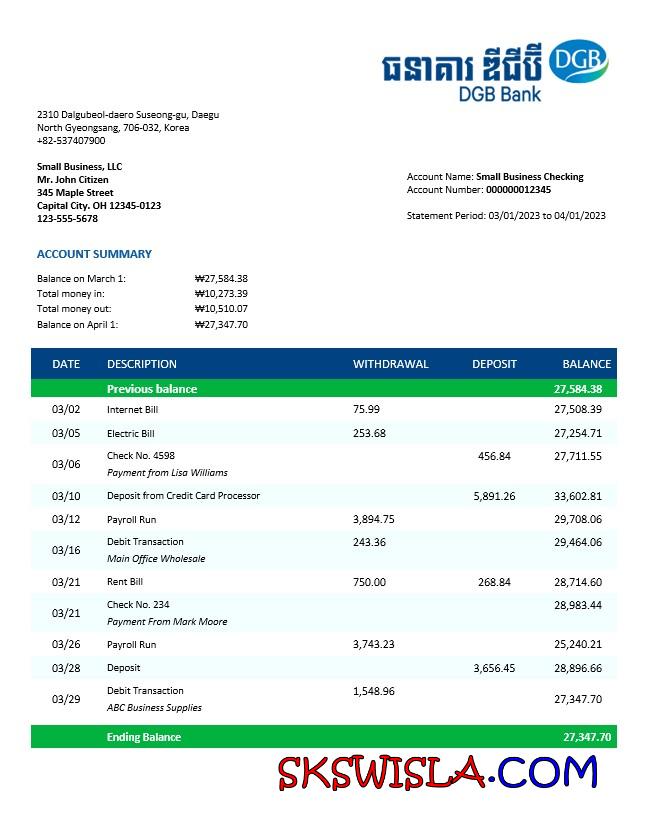 ធនាគារ ឌីជីប៊ី DGB
DGB Bank
2310 Dalgubeol-daero Suseong-gu, Daegu
North Gyeongsang, 706-032, Korea
+82-537407900
Small Business, LLC
Mr. John Citizen
345 Maple Street
Capital City. OH 12345-0123
123-555-5678
Account Name: Small Business Checking
Account Number: 000000012345
Statement Period: 03/01/2023 to 04/01/2023
ACCOUNT SUMMARY
Balance on March 1: ₩27,584.38
Total money in: ₩10,273.39
Total money out: ₩10,510.07
Balance on April 1: ₩27,347.70
DATE DESCRIPTION WITHDRAWAL DEPOSIT BALANCE
Previous balance 27,584.38
03/02 Internet Bill 75.99 27,508.39
03/05 Electric Bill 253.68 27,254.71
03/06 Check No. 4598 456.84 27,711.55
Payment from Lisa Williams
03/10 Deposit from Credit Card Processor 5,891.26 33,602.81
03/12 Payroll Run 3,894.75 29,708.06
03/16 Debit Transaction 243.36 29,464.06
Main Office Wholesale
03/21 Rent Bill 750.00 268.84 28,714.60
03/21 Check No. 234 28,983.44
Payment From Mark Moore
03/26 Payroll Run 3,743.23 25,240.21
03/28 Deposit 3,656.45 28,896.66
03/29 Debit Transaction 1,548.96 27,347.70
ABC Business Supplies
Ending Balance 27,347.70
SKSWISLA.COM